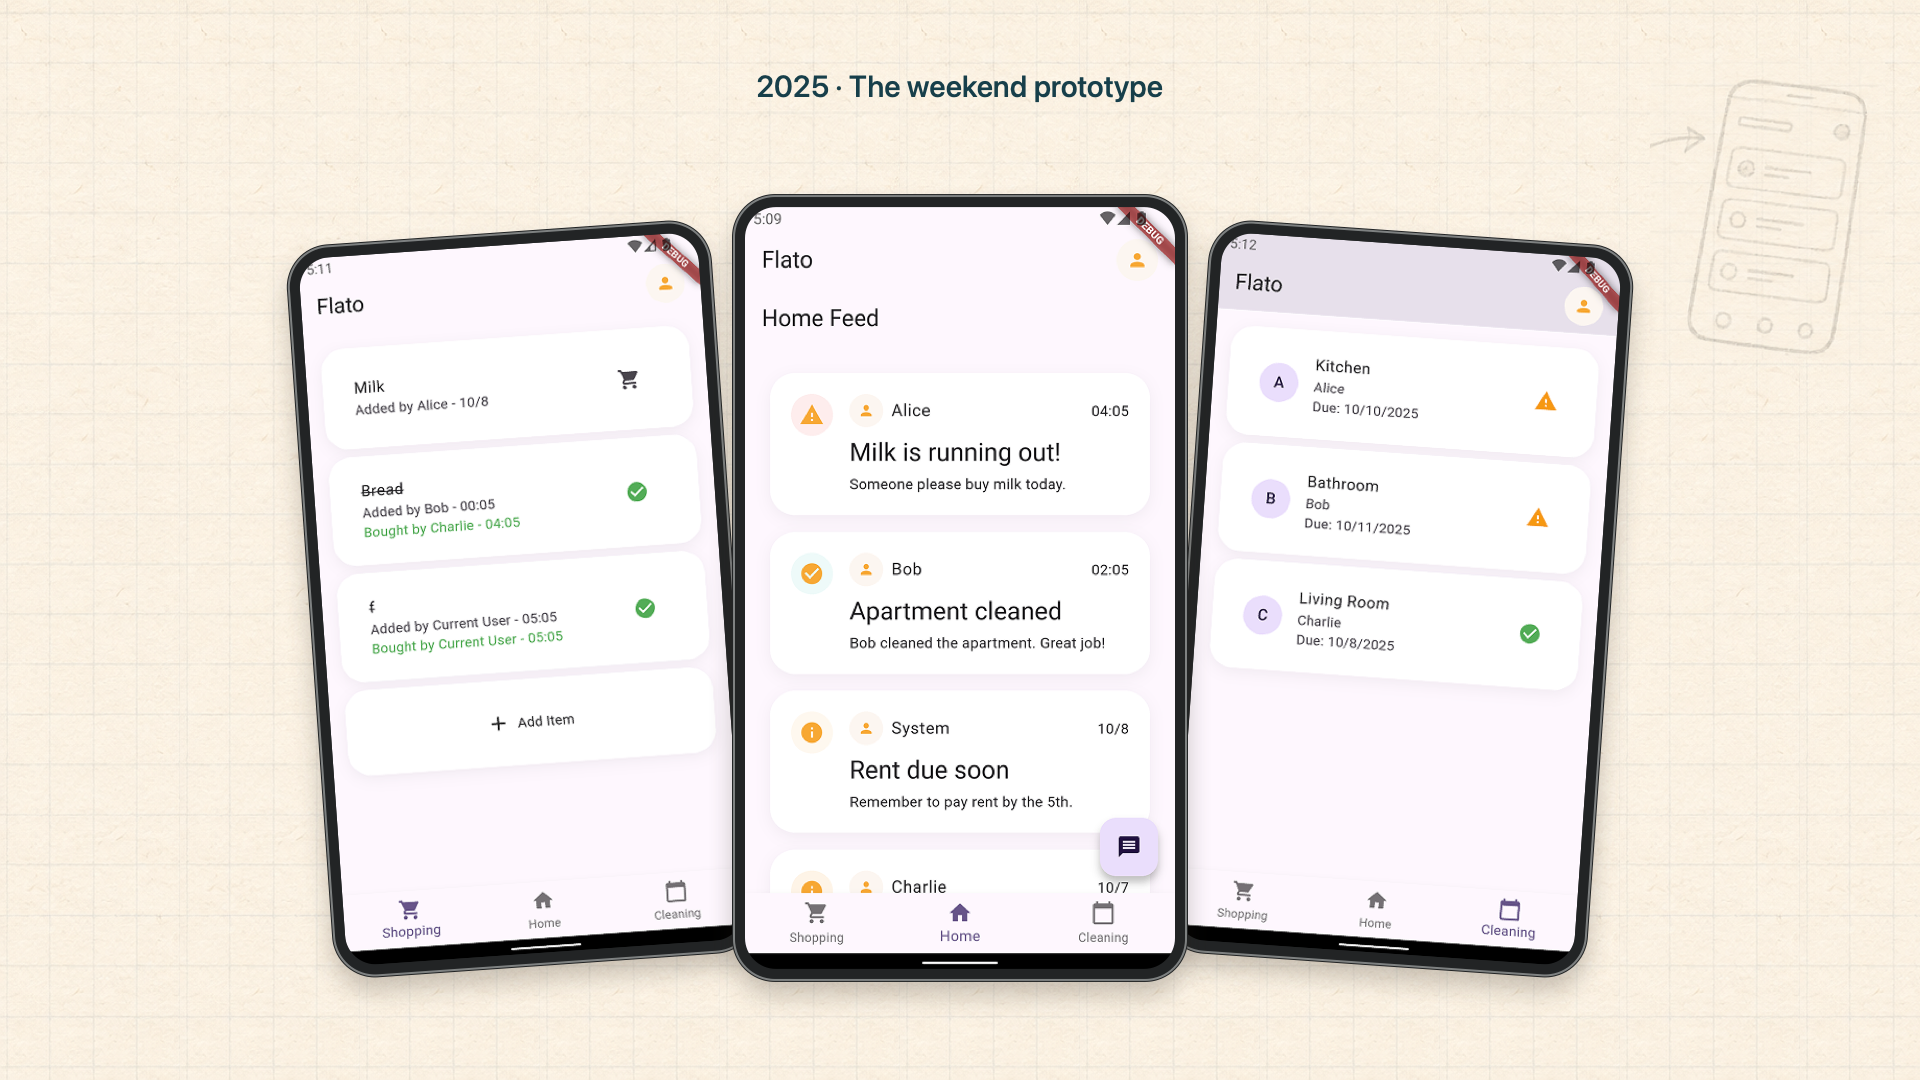 2025 · The weekend prototype
5:11
DEBUG
Flato
Milk
Added by Alice - 10/8
Bread
Added by Bob - 00:05
Bought by Charlie - 04:05
f
Added by Current User - 05:05
Bought by Current User - 05:05
Add Item
Shopping
Home
Cleaning
5:09
DEBUG
Flato
Home Feed
Alice
04:05
Milk is running out!
Someone please buy milk today.
Bob
02:05
Apartment cleaned
Bob cleaned the apartment. Great job!
System
10/8
Rent due soon
Remember to pay rent by the 5th.
Charlie
10/7
Shopping
Home
Cleaning
5:12
DEBUG
Flato
A
Kitchen
Alice
Due: 10/10/2025
B
Bathroom
Bob
Due: 10/11/2025
C
Living Room
Charlie
Due: 10/8/2025
Shopping
Home
Cleaning